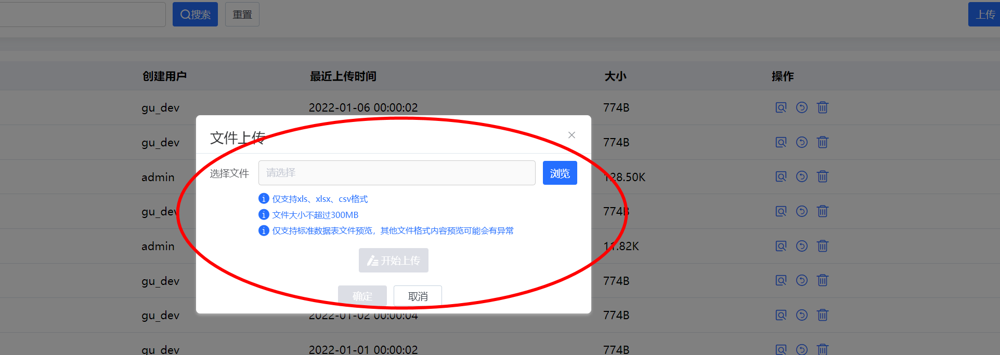 搜索 重置 上传
创建用户 最近上传时间 大小 操作
gu_dev 2022-01-06 00:00:02 774B
文件上传
gu_dev 774B
选择文件 请选择 浏览
admin 128.50K
仅支持xls、xlsx、csv格式
gu_dev 774B
文件大小不超过300MB
仅支持标准数据表文件预览，其他文件格式内容预览可能会有异常
admin 11.82K
开始上传
gu_dev 774B
确定 取消
gu_dev 2022-01-02 00:00:04 774B
gu_dev 2022-01-01 00:00:02 774B